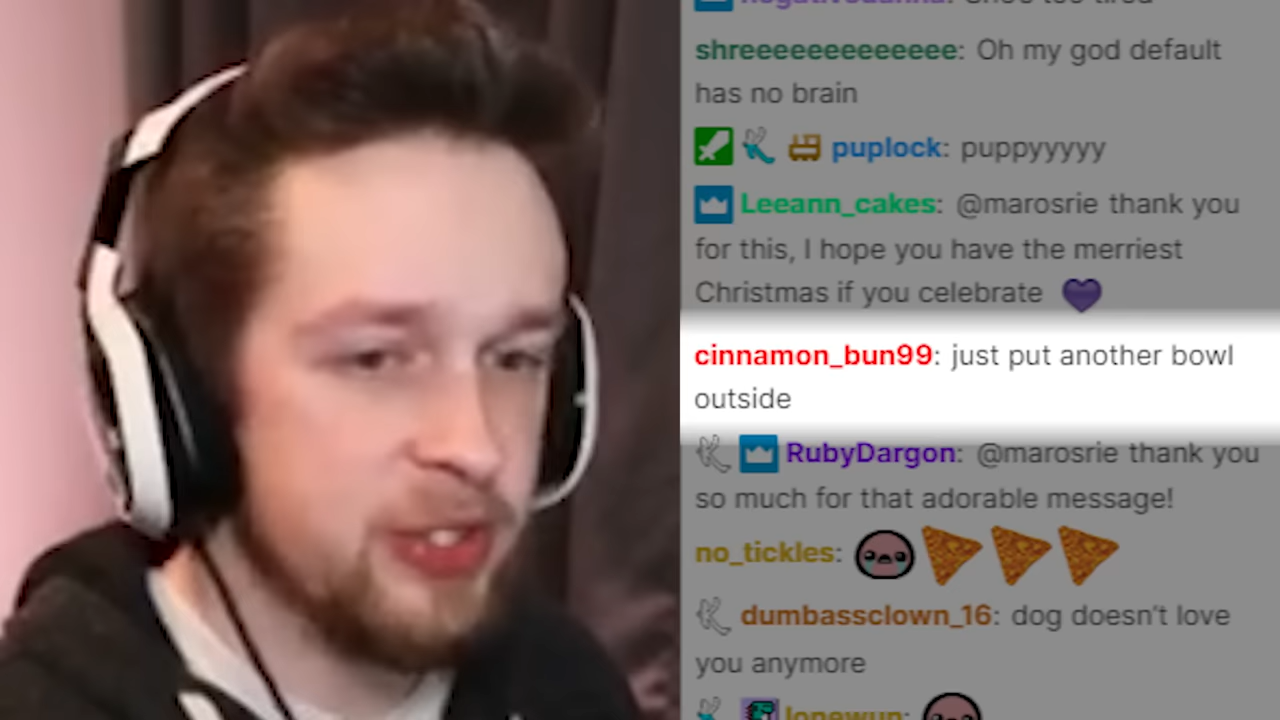 shreeeeeeeeeeeee: Oh my god default
has no brain
puplock: puppyyyyy
Leeann_cakes: @marosrie thank you
for this, I hope you have the merriest
Christmas if you celebrate
cinnamon_bun99: just put another bowl
outside
RubyDargon: @marosrie thank you
so much for that adorable message!
no_tickles:
dumbassclown_16: dog doesn't love
you anymore